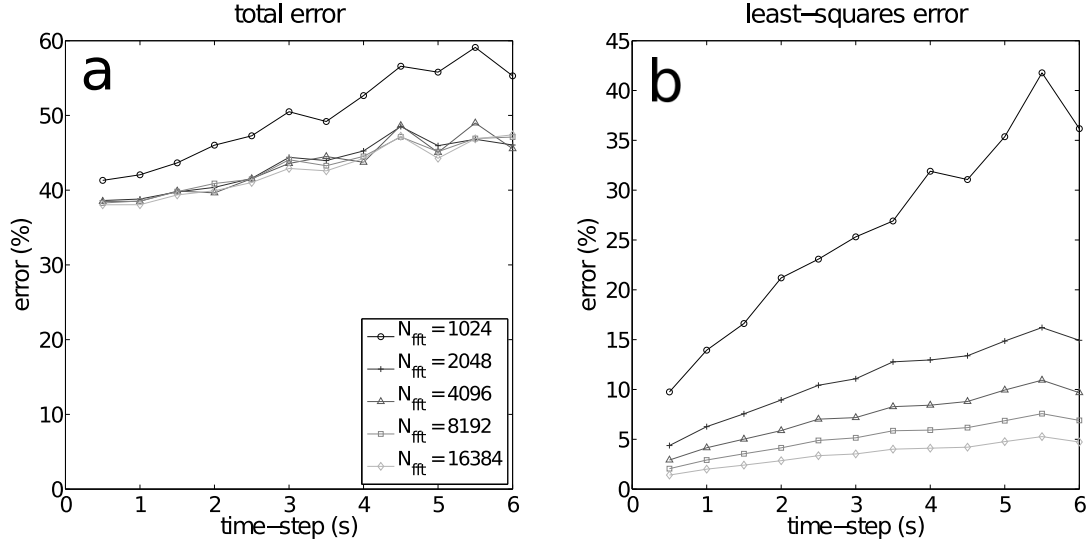 total error
a
60
50
40
30
20
10
0
error (%)
0 1 2 3 4 5 6
time−step (s)
N_fft = 1024
N_fft = 2048
N_fft = 4096
N_fft = 8192
N_fft = 16384
least−squares error
b
45
40
35
30
25
20
15
10
5
0
error (%)
0 1 2 3 4 5 6
time−step (s)